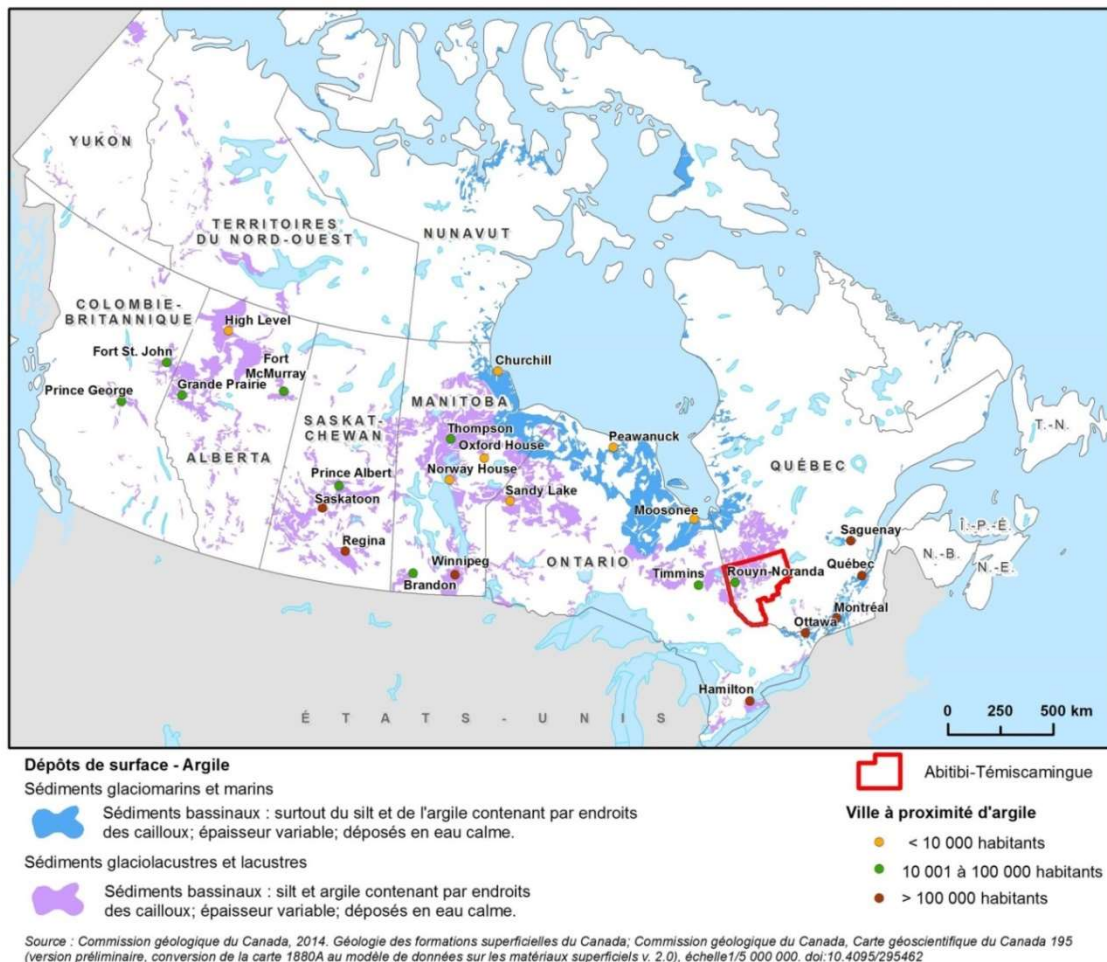 YUKON
TERRITOIRES
DU NORD-OUEST
NUNAVUT
COLOMBIE-
BRITANNIQUE
High Level
Fort St. John
Fort
McMurray
Churchill
Prince George
Grande Prairie
MANITOBA
SASKAT-
CHEWAN
Thompson
Oxford House
Peawanuck
T.-N.
ALBERTA
Prince Albert
Norway House
QUÉBEC
Saskatoon
Sandy Lake
Moosonee
Regina
Saguenay
Î.-P.-É.
Winnipeg
ONTARIO
Timmins
Rouyn-Noranda
Québec
N.-B.
N.-E.
Brandon
Montréal
Ottawa
Hamilton
ÉTATS-UNIS
0 250 500 km
Dépôts de surface - Argile
Sédiments glaciomarins et marins
Sédiments bassinaux : surtout du silt et de l'argile contenant par endroits
des cailloux; épaisseur variable; déposés en eau calme.
Sédiments glaciolacustres et lacustres
Sédiments bassinaux : silt et argile contenant par endroits
des cailloux; épaisseur variable; déposés en eau calme.
Abitibi-Témiscamingue
Ville à proximité d'argile
< 10 000 habitants
10 001 à 100 000 habitants
> 100 000 habitants
Source : Commission géologique du Canada, 2014. Géologie des formations superficielles du Canada; Commission géologique du Canada, Carte géoscientifique du Canada 195
(version préliminaire, conversion de la carte 1880A au modèle de données sur les matériaux superficiels v. 2.0), échelle1/5 000 000. doi:10.4095/295462